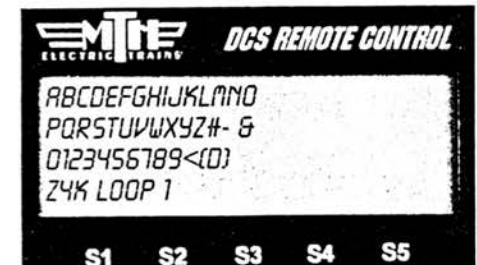 MTH DCS REMOTE CONTROL
ELECTRIC TRAINS®
ABCDEFGHIJKLMNO
PQRSTUVWXYZ#- &
0123456789<(D)
Z4K LOOP 1
S1 S2 S3 S4 S5